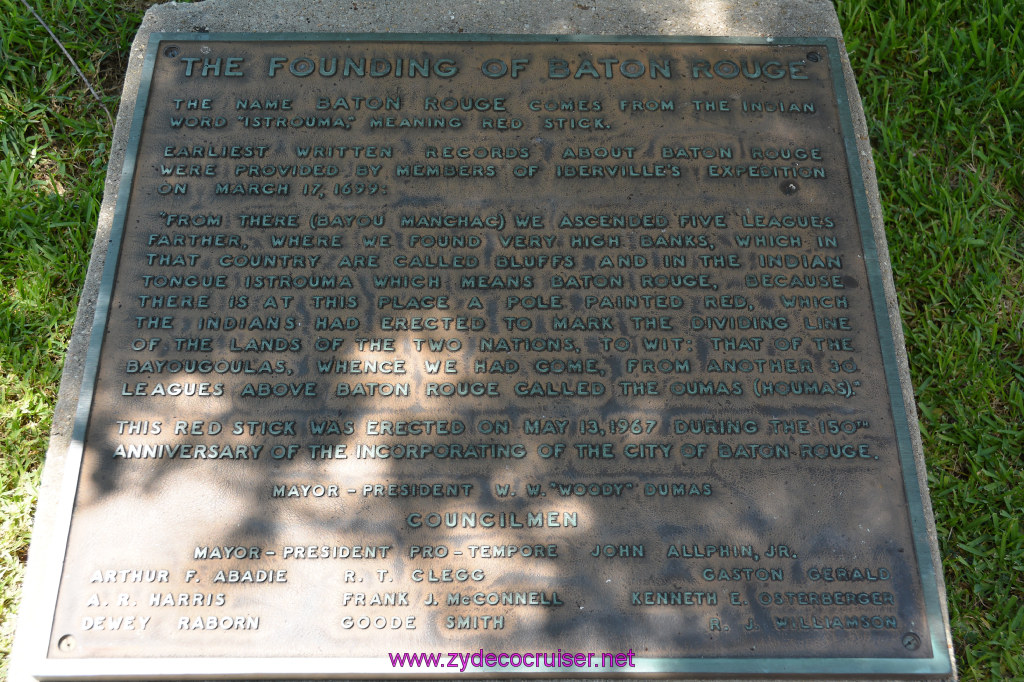 THE FOUNDING OF BATON ROUGE
THE NAME BATON ROUGE COMES FROM THE INDIAN
WORD "ISTROUMA," MEANING RED STICK.
EARLIEST WRITTEN RECORDS ABOUT BATON ROUGE
WERE PROVIDED BY MEMBERS OF IBERVILLE'S EXPEDITION
ON MARCH 17, 1699:
"FROM THERE (BAYOU MANCHAC) WE ASCENDED FIVE LEAGUES
FARTHER, WHERE WE FOUND VERY HIGH BANKS, WHICH IN
THAT COUNTRY ARE CALLED BLUFFS AND IN THE INDIAN
TONGUE ISTROUMA WHICH MEANS BATON ROUGE, BECAUSE
THERE IS AT THIS PLACE A POLE PAINTED RED, WHICH
THE INDIANS HAD ERECTED TO MARK THE DIVIDING LINE
OF THE LANDS OF THE TWO NATIONS, TO WIT: THAT OF THE
BAYOUGOULAS, WHENCE WE HAD COME, FROM ANOTHER 30
LEAGUES ABOVE BATON ROUGE CALLED THE OUMAS (HOUMAS)."
THIS RED STICK WAS ERECTED ON MAY 13, 1967 DURING THE 150TH
ANNIVERSARY OF THE INCORPORATING OF THE CITY OF BATON ROUGE.
MAYOR-PRESIDENT W. W. "WOODY" DUMAS
COUNCILMEN
MAYOR-PRESIDENT PRO-TEMPORE JOHN ALLPHIN, JR.
ARTHUR F. ABADIE R. T. CLEGG GASTON GERALD
A. R. HARRIS FRANK J. McCONNELL KENNETH E. OSTERBERGER
DEWEY RABORN GOODE SMITH R. J. WILLIAMSON
www.zydecocruiser.net